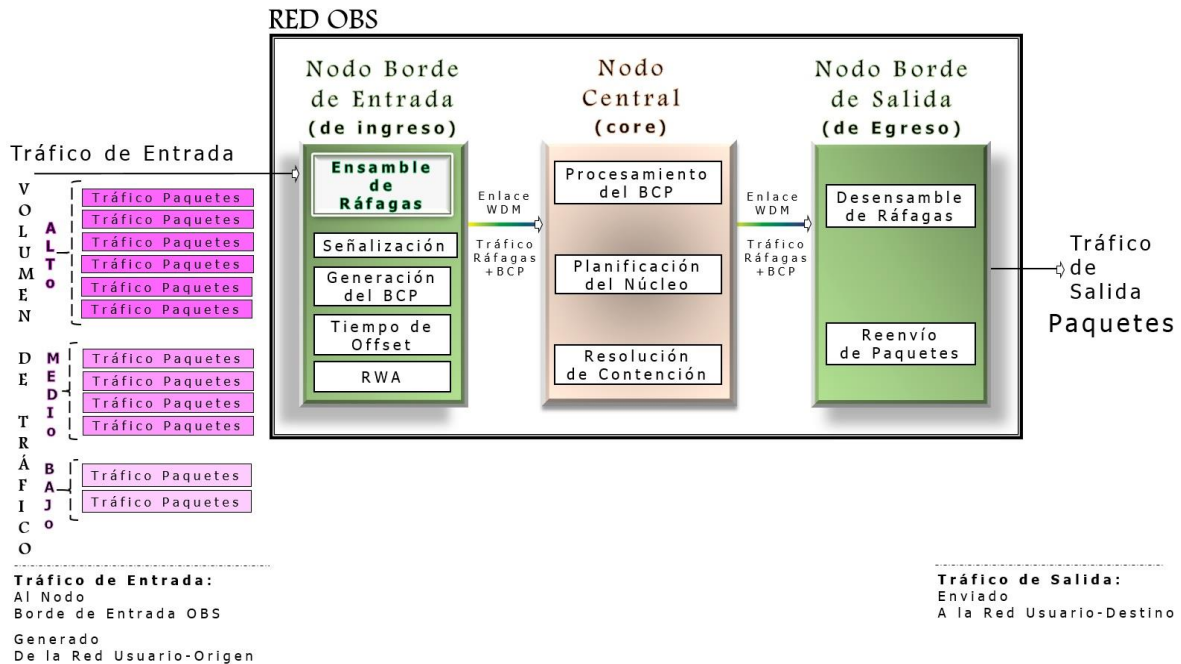 RED OBS
Nodo Borde
de Entrada
(de ingreso)
Nodo
Central
(core)
Nodo Borde
de Salida
(de Egreso)
Tráfico de Entrada
VOLUMEN DE TRÁFICO
ALTo
Tráfico Paquetes
Tráfico Paquetes
Tráfico Paquetes
Tráfico Paquetes
Tráfico Paquetes
Tráfico Paquetes
MEDIo
Tráfico Paquetes
Tráfico Paquetes
Tráfico Paquetes
Tráfico Paquetes
BAJo
Tráfico Paquetes
Tráfico Paquetes
Ensamble
de
Ráfagas
Señalización
Generación
del BCP
Tiempo de
Offset
RWA
Enlace
WDM
Tráfico
Ráfagas
+BCP
Procesamiento
del BCP
Planificación
del Núcleo
Resolución
de Contención
Enlace
WDM
Tráfico
Ráfagas
+BCP
Desensamble
de Ráfagas
Reenvío
de Paquetes
Tráfico
de
Salida
Paquetes
Tráfico de Entrada:
Al Nodo
Borde de Entrada OBS
Generado
De la Red Usuario-Origen
Tráfico de Salida:
Enviado
A la Red Usuario-Destino